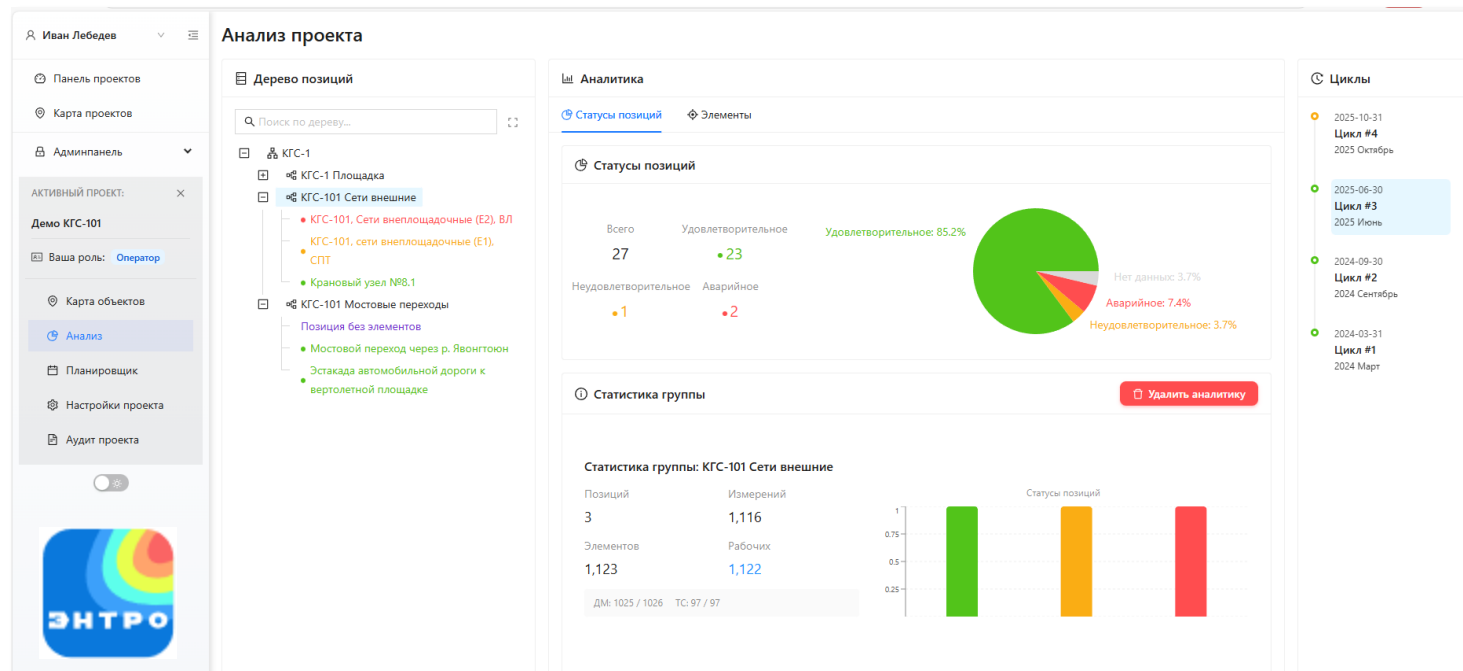 Иван Лебедев
Панель проектов
Карта проектов
Админпанель
АКТИВНЫЙ ПРОЕКТ:
Демо КГС-101
Ваша роль: Оператор
Карта объектов
Анализ
Планировщик
Настройки проекта
Аудит проекта
ЭНТРО
Анализ проекта
Дерево позиций
Поиск по дереву...
КГС-1
КГС-1 Площадка
КГС-101 Сети внешние
КГС-101, Сети внеплощадочные (Е2), ВЛ
КГС-101, сети внеплощадочные (Е1),
СПТ
Крановый узел №8.1
КГС-101 Мостовые переходы
Позиция без элементов
Мостовой переход через р. Явонгтоюн
Эстакада автомобильной дороги к
вертолетной площадке
Аналитика
Статусы позиций
Элементы
Статусы позиций
Всего
27
Удовлетворительное
23
Неудовлетворительное
1
Аварийное
2
Удовлетворительное: 85.2%
Нет данных: 3.7%
Аварийное: 7.4%
Неудовлетворительное: 3.7%
Статистика группы
Удалить аналитику
Статистика группы: КГС-101 Сети внешние
Позиций
3
Измерений
1,116
Элементов
1,123
Рабочих
1,122
ДМ: 1025 / 1026 ТС: 97 / 97
Статусы позиций
1
0.75
0.5
0.25
Циклы
2025-10-31
Цикл #4
2025 Октябрь
2025-06-30
Цикл #3
2025 Июнь
2024-09-30
Цикл #2
2024 Сентябрь
2024-03-31
Цикл #1
2024 Март